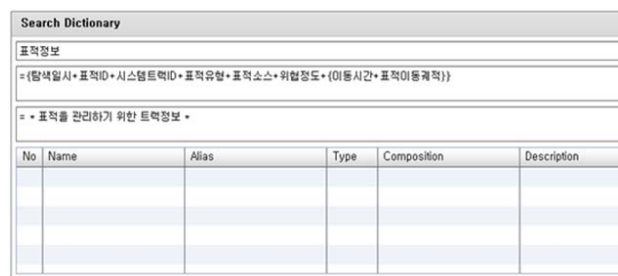 Search Dictionary
표적정보
={탐색일시+표적ID+시스템트랙ID+표적유형+표적소스+위협정도+{이동시간+표적이동궤적}}
= * 표적을 관리하기 위한 트랙정보 *
No Name Alias Type Composition Description